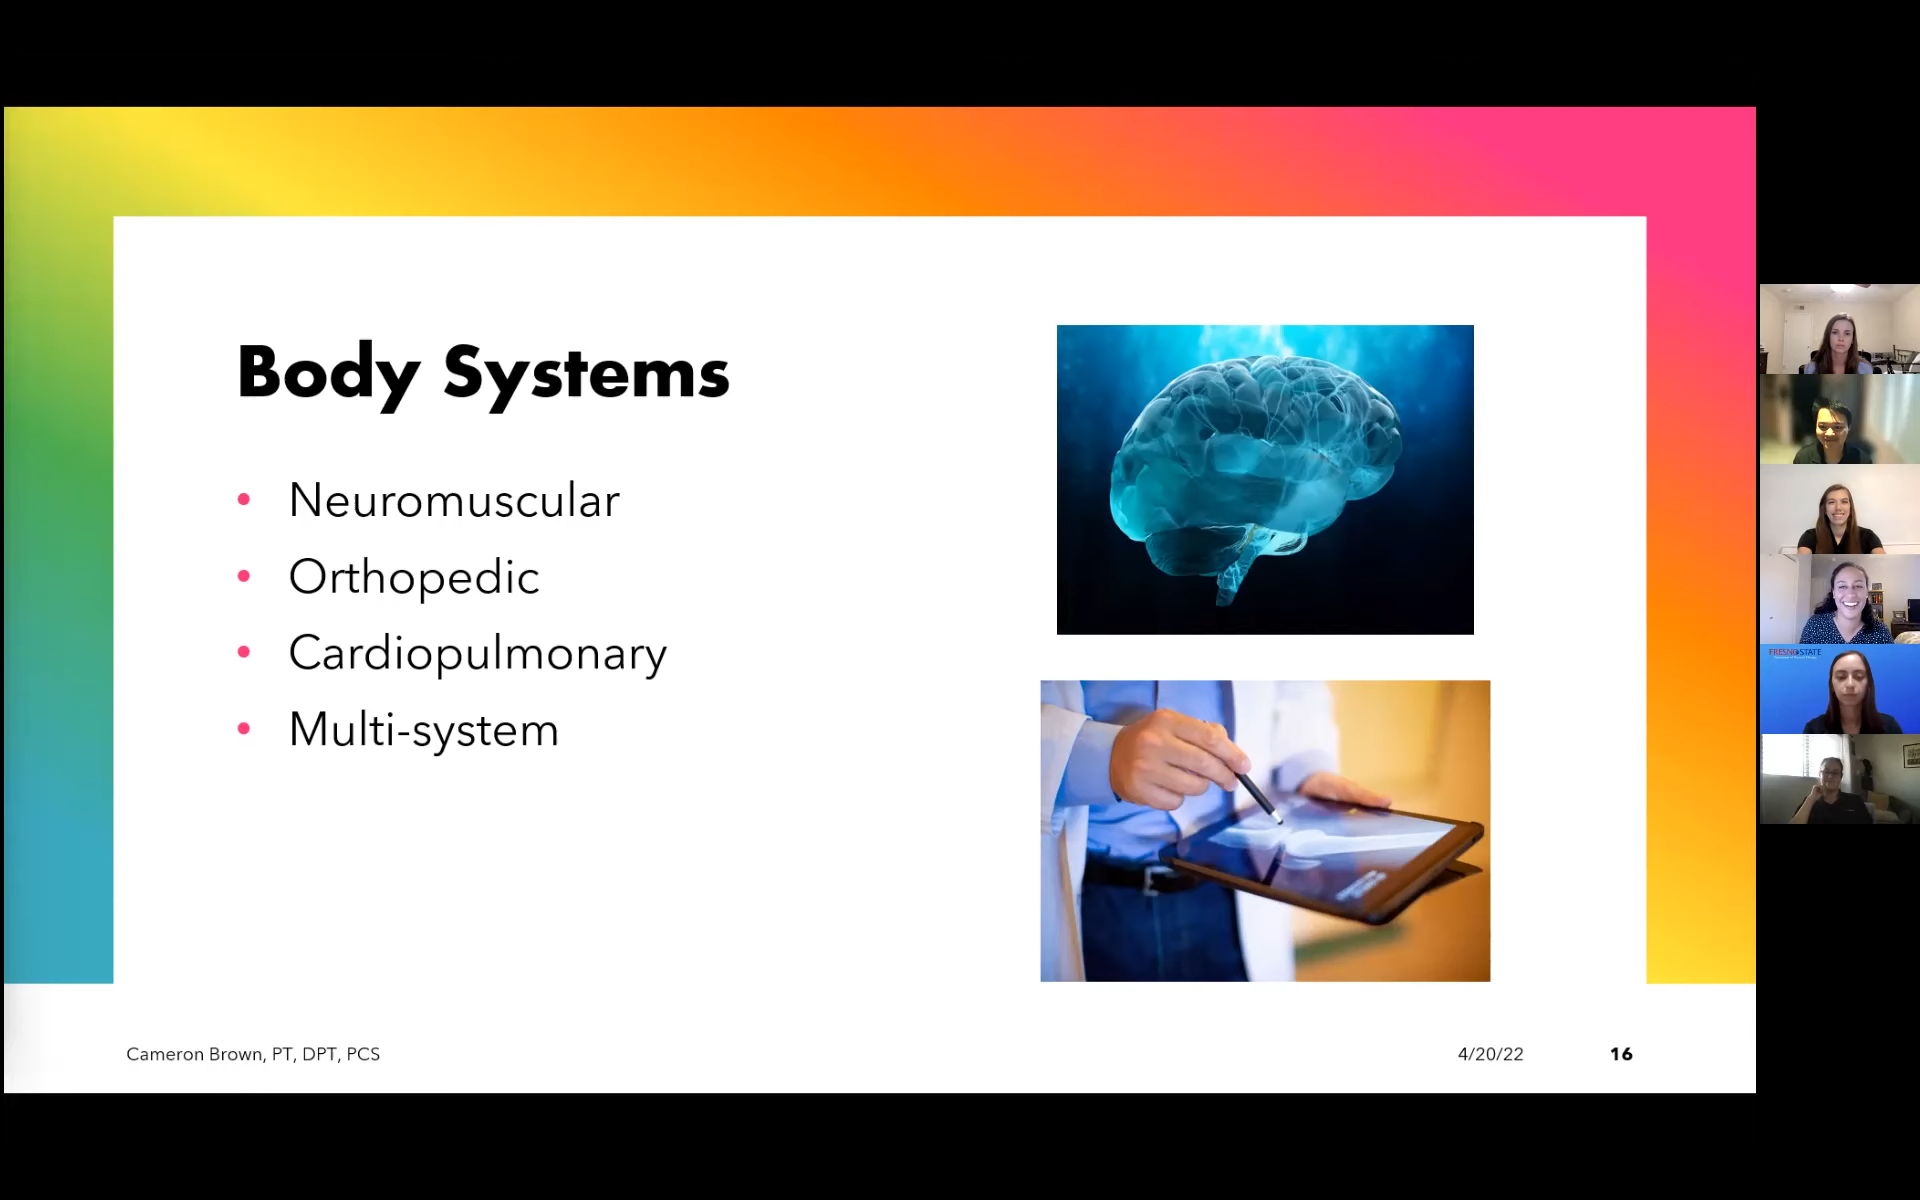 Body Systems
• Neuromuscular
• Orthopedic
• Cardiopulmonary
• Multi-system
Cameron Brown, PT, DPT, PCS
4/20/22
16
FRESNO STATE